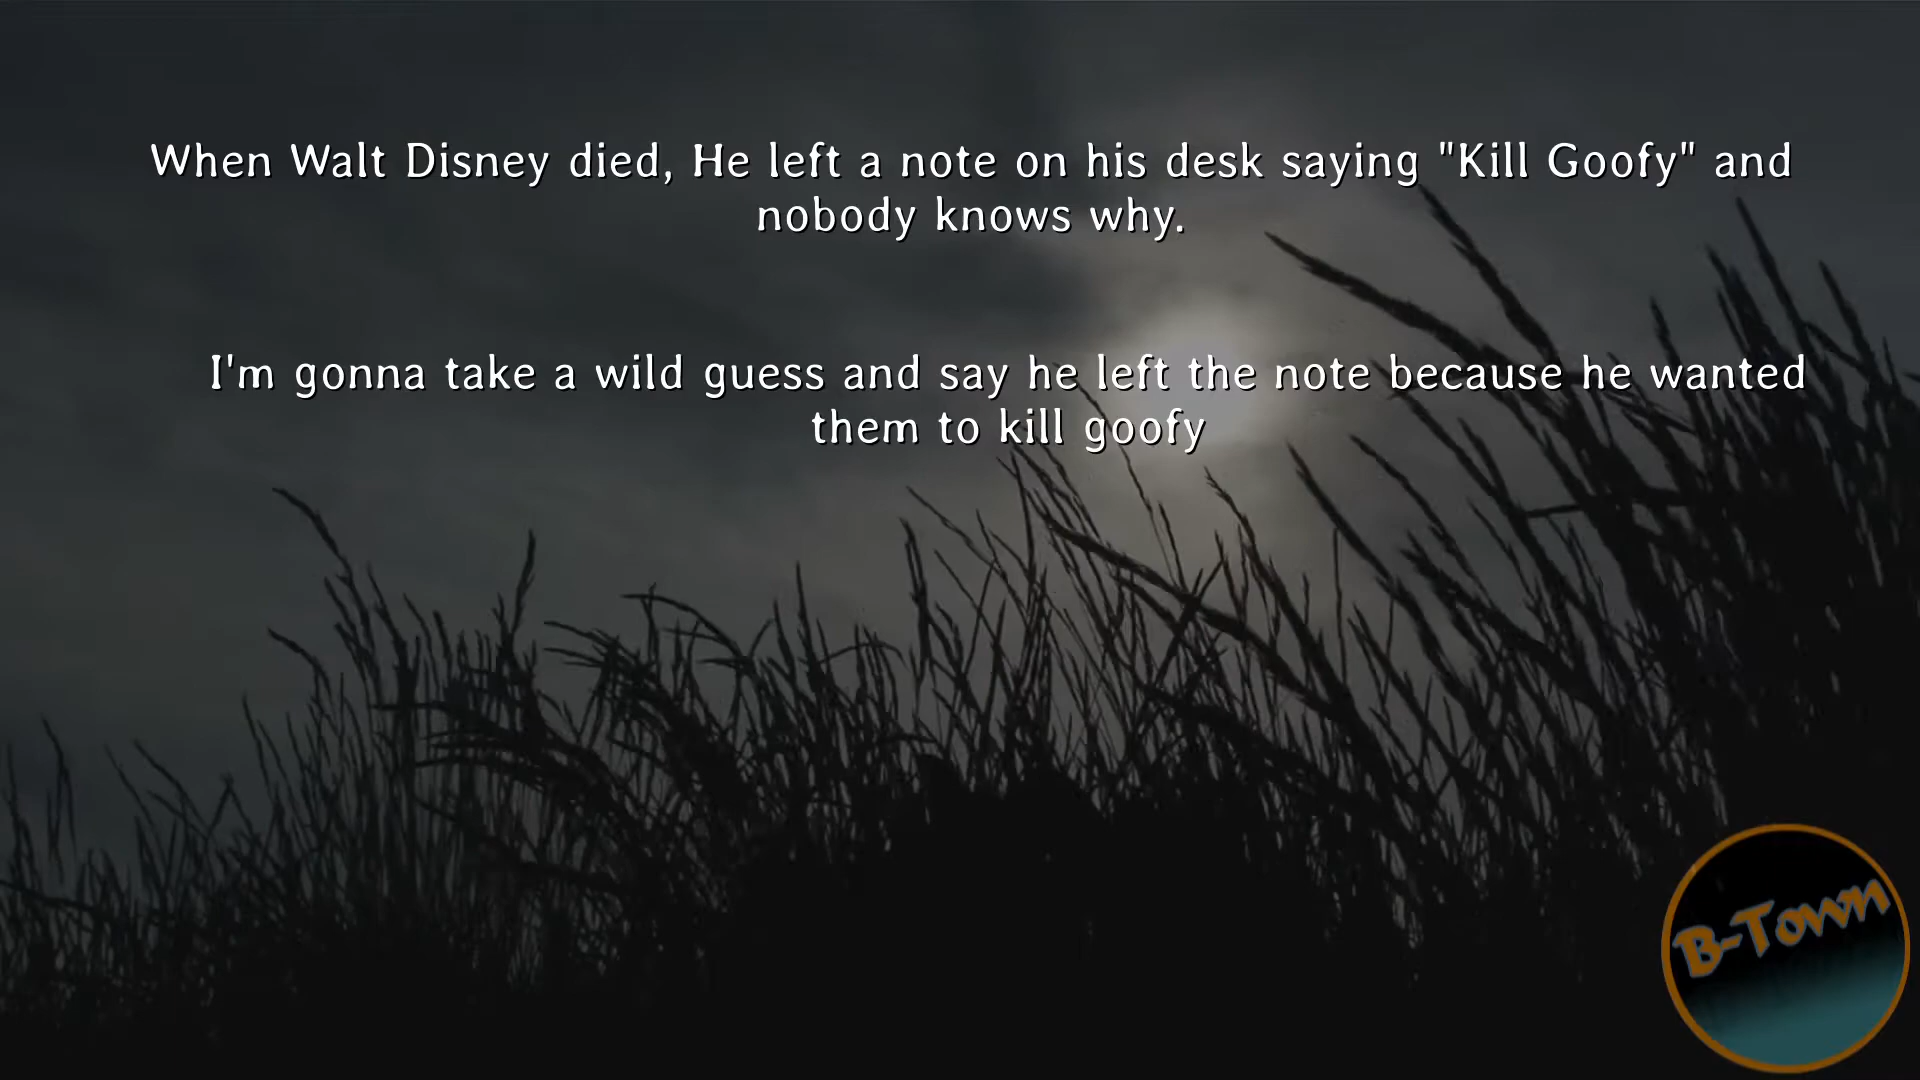 When Walt Disney died, He left a note on his desk saying "Kill Goofy" and
nobody knows why.
I'm gonna take a wild guess and say he left the note because he wanted
them to kill goofy
B-Town